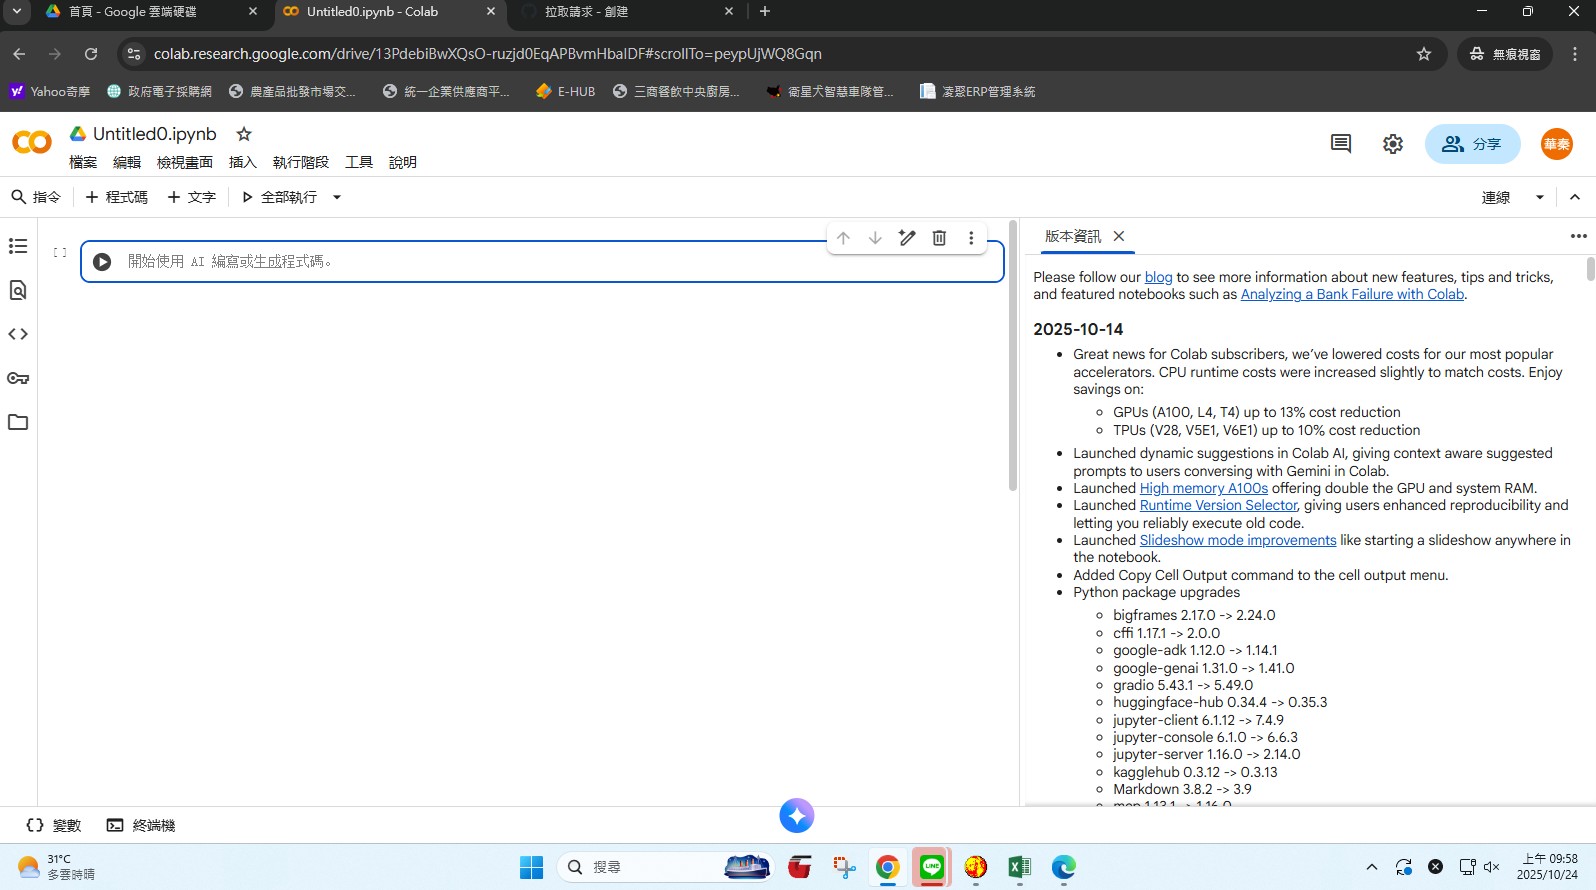 首頁 - Google 雲端硬碟
Untitled0.ipynb - Colab
拉取請求 - 創建
colab.research.google.com/drive/13PdebiBwXQsO-ruzjd0EqAPBvmHbalDF#scrollTo=peypUjWQ8Gqn
無痕視窗
Yahoo奇摩
政府電子採購網
農產品批發市場交...
統一企業供應商平...
E-HUB
三商餐飲中央廚房...
衛星犬智慧車隊管...
凌翠ERP管理系統
Untitled0.ipynb
檔案 編輯 檢視畫面 插入 執行階段 工具 說明
分享
華秦
指令 + 程式碼 + 文字 全部執行
連線
[ ] 開始使用 AI 編寫或生成程式碼。
版本資訊
Please follow our blog to see more information about new features, tips and tricks,
and featured notebooks such as Analyzing a Bank Failure with Colab.
2025-10-14
Great news for Colab subscribers, we've lowered costs for our most popular
accelerators. CPU runtime costs were increased slightly to match costs. Enjoy
savings on:
GPUs (A100, L4, T4) up to 13% cost reduction
TPUs (V28, V5E1, V6E1) up to 10% cost reduction
Launched dynamic suggestions in Colab AI, giving context aware suggested
prompts to users conversing with Gemini in Colab.
Launched High memory A100s offering double the GPU and system RAM.
Launched Runtime Version Selector, giving users enhanced reproducibility and
letting you reliably execute old code.
Launched Slideshow mode improvements like starting a slideshow anywhere in
the notebook.
Added Copy Cell Output command to the cell output menu.
Python package upgrades
bigframes 2.17.0 -> 2.24.0
cffi 1.17.1 -> 2.0.0
google-adk 1.12.0 -> 1.14.1
google-genai 1.31.0 -> 1.41.0
gradio 5.43.1 -> 5.49.0
huggingface-hub 0.34.4 -> 0.35.3
jupyter-client 6.1.12 -> 7.4.9
jupyter-console 6.1.0 -> 6.6.3
jupyter-server 1.16.0 -> 2.14.0
kagglehub 0.3.12 -> 0.3.13
Markdown 3.8.2 -> 3.9
mcp 1.13.1 -> 1.16.0
變數
終端機
31°C
多雲時晴
搜尋
LINE
上午 09:58
2025/10/24